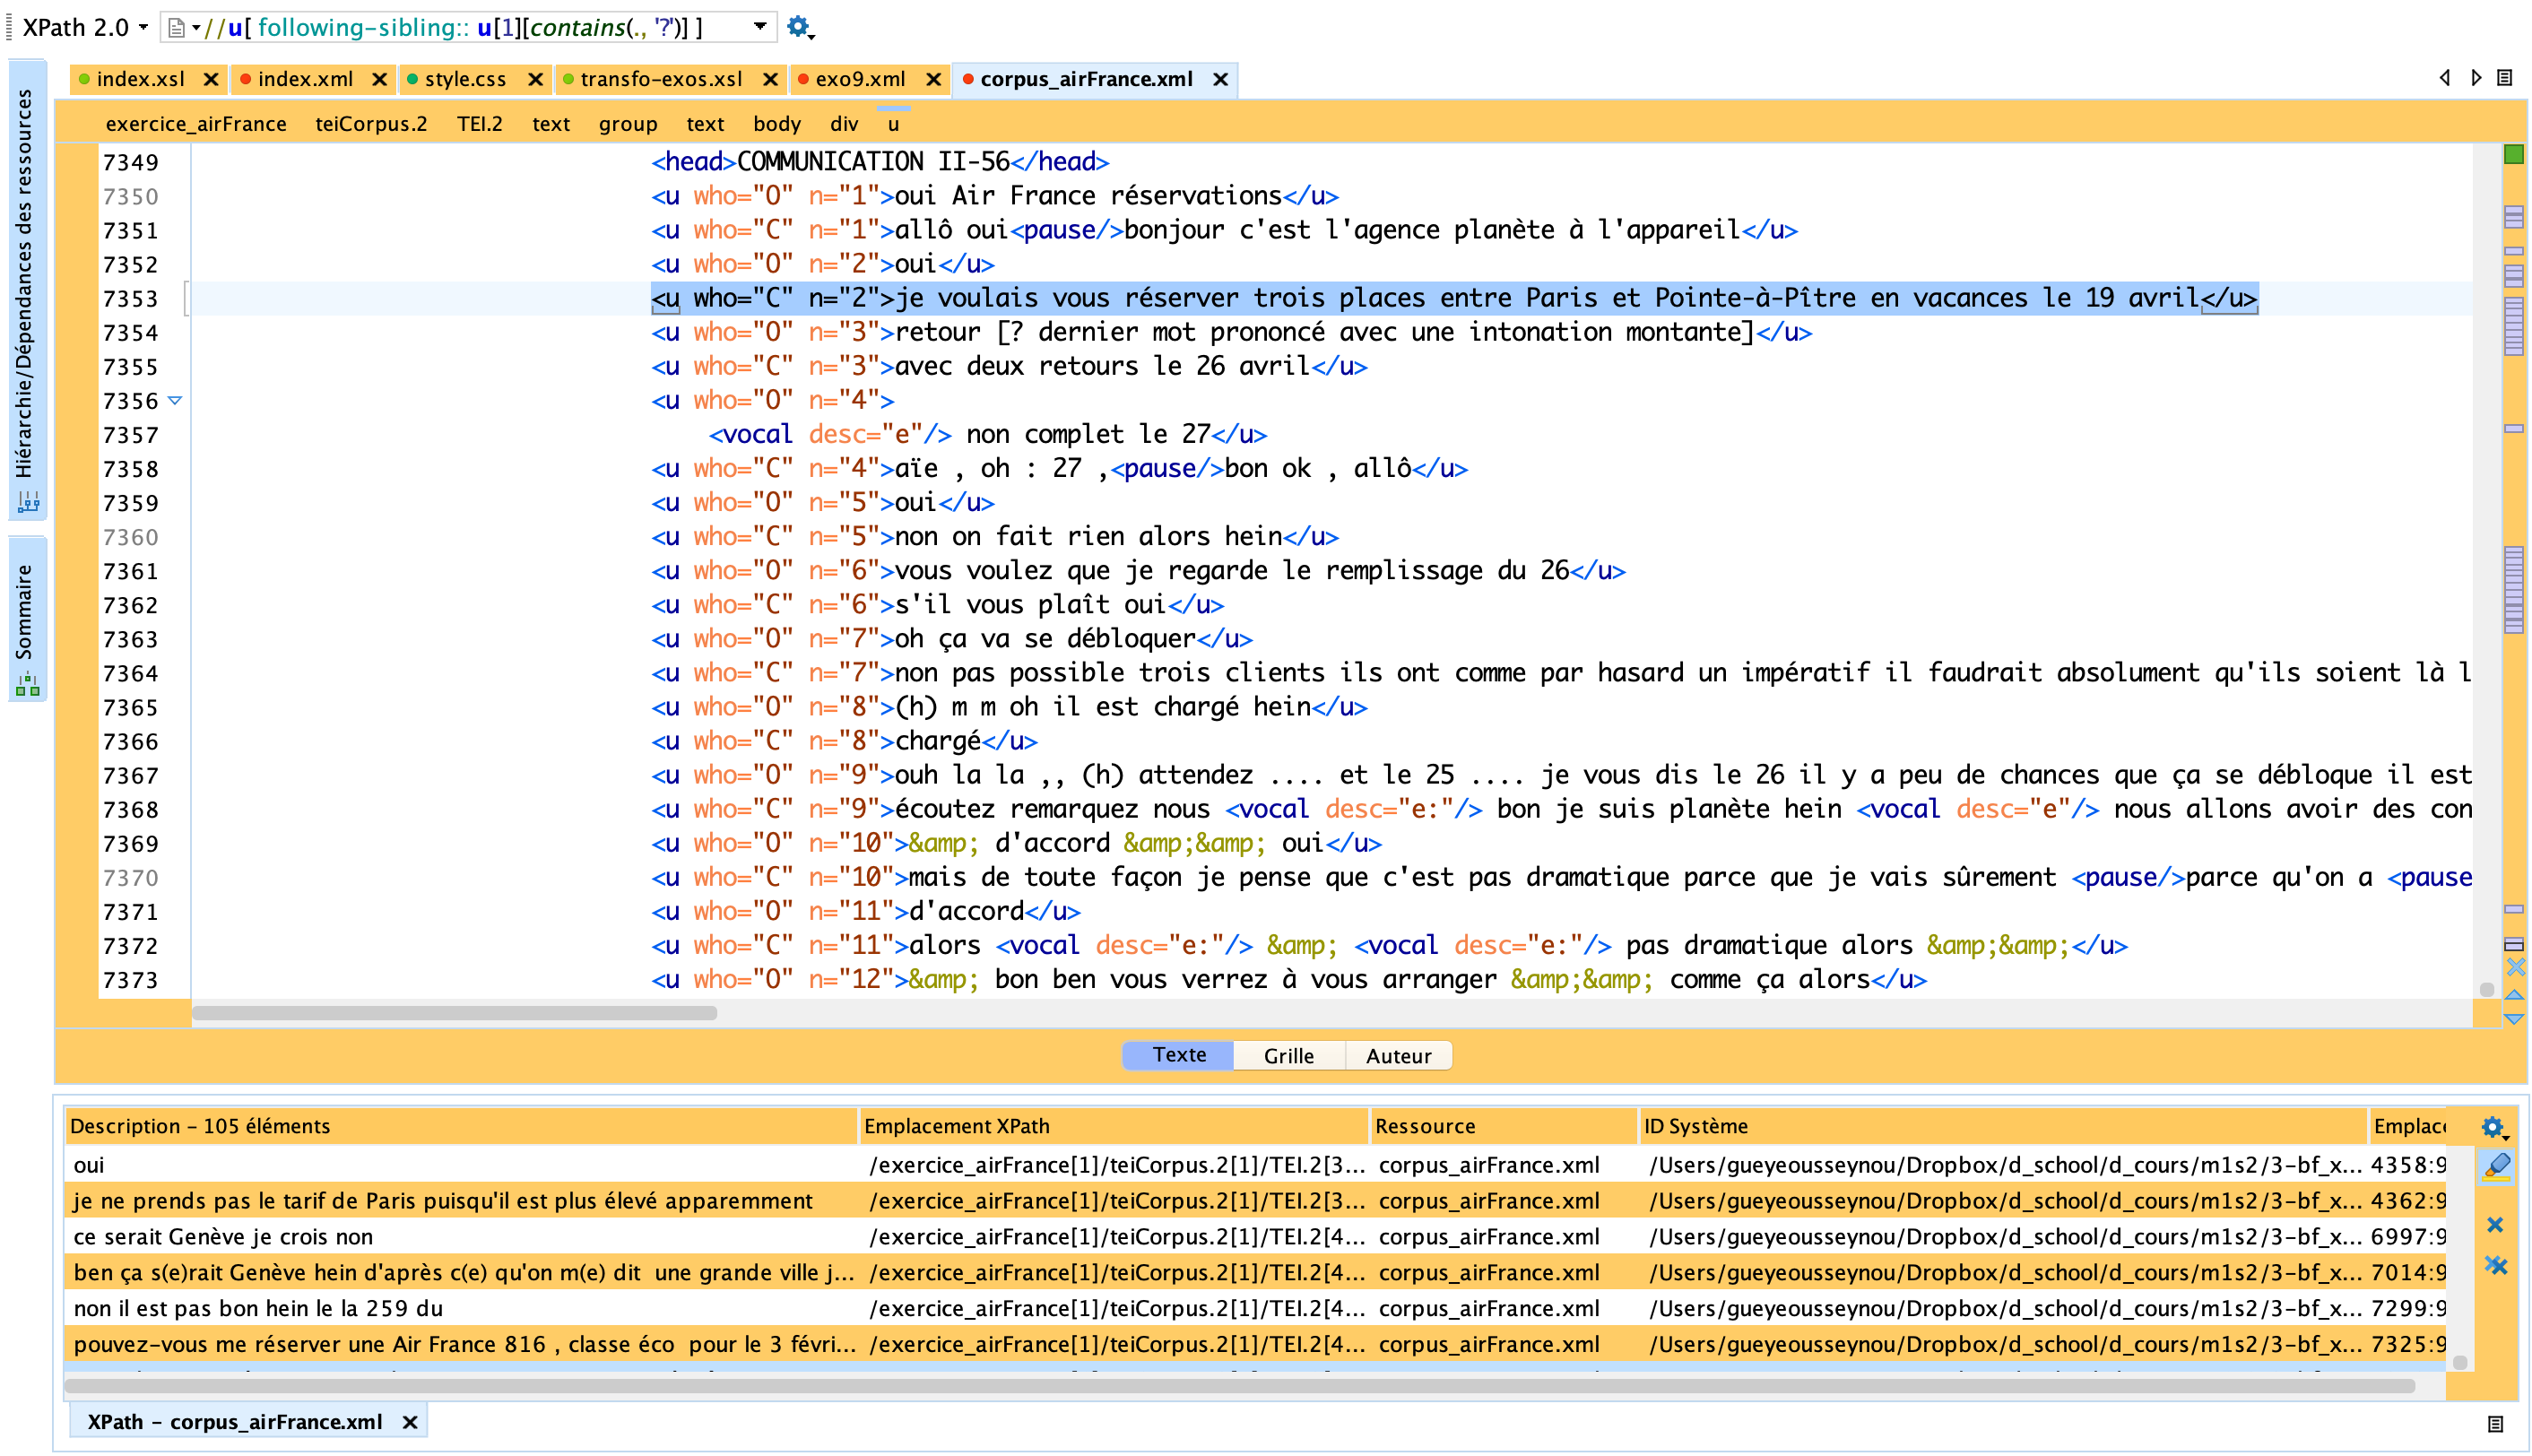 XPath 2.0 //u[ following-sibling:: u[1][contains(., '?')] ]
index.xsl index.xml style.css transfo-exos.xsl exo9.xml corpus_airFrance.xml
exercice_airFrance teiCorpus.2 TEI.2 text group text body div u
Hiérarchie/Dépendances des ressources
Sommaire
7349 <head>COMMUNICATION II-56</head>
7350 <u who="O" n="1">oui Air France réservations</u>
7351 <u who="C" n="1">allô oui<pause/>bonjour c'est l'agence planète à l'appareil</u>
7352 <u who="O" n="2">oui</u>
7353 <u who="C" n="2">je voulais vous réserver trois places entre Paris et Pointe-à-Pître en vacances le 19 avril</u>
7354 <u who="O" n="3">retour [? dernier mot prononcé avec une intonation montante]</u>
7355 <u who="C" n="3">avec deux retours le 26 avril</u>
7356 <u who="O" n="4">
7357 <vocal desc="e"/> non complet le 27</u>
7358 <u who="C" n="4">aïe , oh : 27 ,<pause/>bon ok , allô</u>
7359 <u who="O" n="5">oui</u>
7360 <u who="C" n="5">non on fait rien alors hein</u>
7361 <u who="O" n="6">vous voulez que je regarde le remplissage du 26</u>
7362 <u who="C" n="6">s'il vous plaît oui</u>
7363 <u who="O" n="7">oh ça va se débloquer</u>
7364 <u who="C" n="7">non pas possible trois clients ils ont comme par hasard un impératif il faudrait absolument qu'ils soient là l
7365 <u who="O" n="8">(h) m m oh il est chargé hein</u>
7366 <u who="C" n="8">chargé</u>
7367 <u who="O" n="9">ouh la la ,, (h) attendez .... et le 25 .... je vous dis le 26 il y a peu de chances que ça se débloque il est
7368 <u who="C" n="9">écoutez remarquez nous <vocal desc="e:"/> bon je suis planète hein <vocal desc="e"/> nous allons avoir des con
7369 <u who="O" n="10">&amp; d'accord &amp;&amp; oui</u>
7370 <u who="C" n="10">mais de toute façon je pense que c'est pas dramatique parce que je vais sûrement <pause/>parce qu'on a <pause
7371 <u who="O" n="11">d'accord</u>
7372 <u who="C" n="11">alors <vocal desc="e:"/> &amp; <vocal desc="e:"/> pas dramatique alors &amp;&amp;</u>
7373 <u who="O" n="12">&amp; bon ben vous verrez à vous arranger &amp;&amp; comme ça alors</u>
Texte Grille Auteur
Description – 105 éléments Emplacement XPath Ressource ID Système Emplace
oui /exercice_airFrance[1]/teiCorpus.2[1]/TEI.2[3... corpus_airFrance.xml /Users/gueyeousseynou/Dropbox/d_school/d_cours/m1s2/3-bf_x... 4358:9
je ne prends pas le tarif de Paris puisqu'il est plus élevé apparemment /exercice_airFrance[1]/teiCorpus.2[1]/TEI.2[3... corpus_airFrance.xml /Users/gueyeousseynou/Dropbox/d_school/d_cours/m1s2/3-bf_x... 4362:9
ce serait Genève je crois non /exercice_airFrance[1]/teiCorpus.2[1]/TEI.2[4... corpus_airFrance.xml /Users/gueyeousseynou/Dropbox/d_school/d_cours/m1s2/3-bf_x... 6997:9
ben ça s(e)rait Genève hein d'après c(e) qu'on m(e) dit une grande ville j... /exercice_airFrance[1]/teiCorpus.2[1]/TEI.2[4... corpus_airFrance.xml /Users/gueyeousseynou/Dropbox/d_school/d_cours/m1s2/3-bf_x... 7014:9
non il est pas bon hein le la 259 du /exercice_airFrance[1]/teiCorpus.2[1]/TEI.2[4... corpus_airFrance.xml /Users/gueyeousseynou/Dropbox/d_school/d_cours/m1s2/3-bf_x... 7299:9
pouvez-vous me réserver une Air France 816 , classe éco pour le 3 févri... /exercice_airFrance[1]/teiCorpus.2[1]/TEI.2[4... corpus_airFrance.xml /Users/gueyeousseynou/Dropbox/d_school/d_cours/m1s2/3-bf_x... 7325:9
XPath – corpus_airFrance.xml